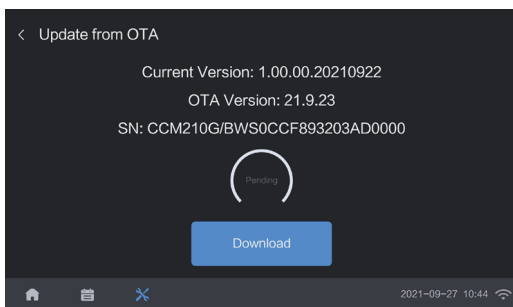 < Update from OTA
Current Version: 1.00.00.20210922
OTA Version: 21.9.23
SN: CCM210G/BWS0CCF893203AD0000
Pending
Download
2021-09-27 10:44